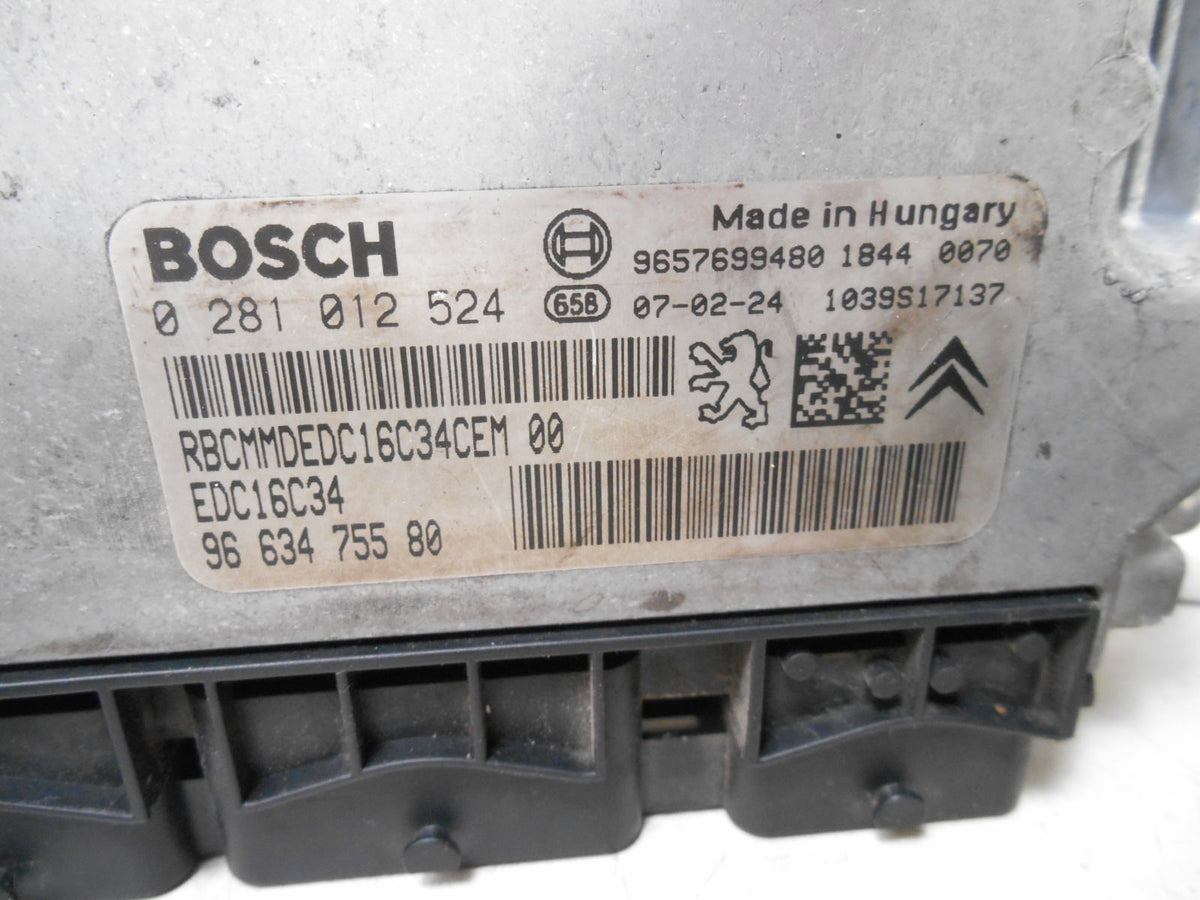 BOSCH
Made in Hungary
9657699480 1844 0070
0 281 012 524
65B 07-02-24 1039S17137
RBCMMDEDC16C34CEM 00
EDC16C34
96 634 755 80